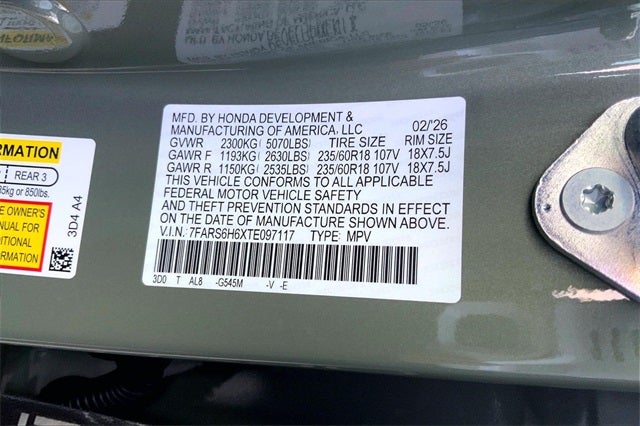 MFD. BY HONDA DEVELOPMENT &
MANUFACTURING OF AMERICA, LLC 02/'26
GVWR 2300KG( 5070LBS) TIRE SIZE RIM SIZE
GAWR F 1193KG( 2630LBS) 235/60R18 107V 18X7.5J
GAWR R 1150KG( 2535LBS) 235/60R18 107V 18X7.5J
THIS VEHICLE CONFORMS TO ALL APPLICABLE
FEDERAL MOTOR VEHICLE SAFETY
AND THEFT PREVENTION STANDARDS IN EFFECT
ON THE DATE OF MANUFACTURE SHOWN ABOVE.
V.I.N.: 7FARS6H6XTE097117 TYPE: MPV
3D0 T AL8 -G545M -V -E
REAR 3
850lbs.
OWNER'S
FOR
3D4 A4